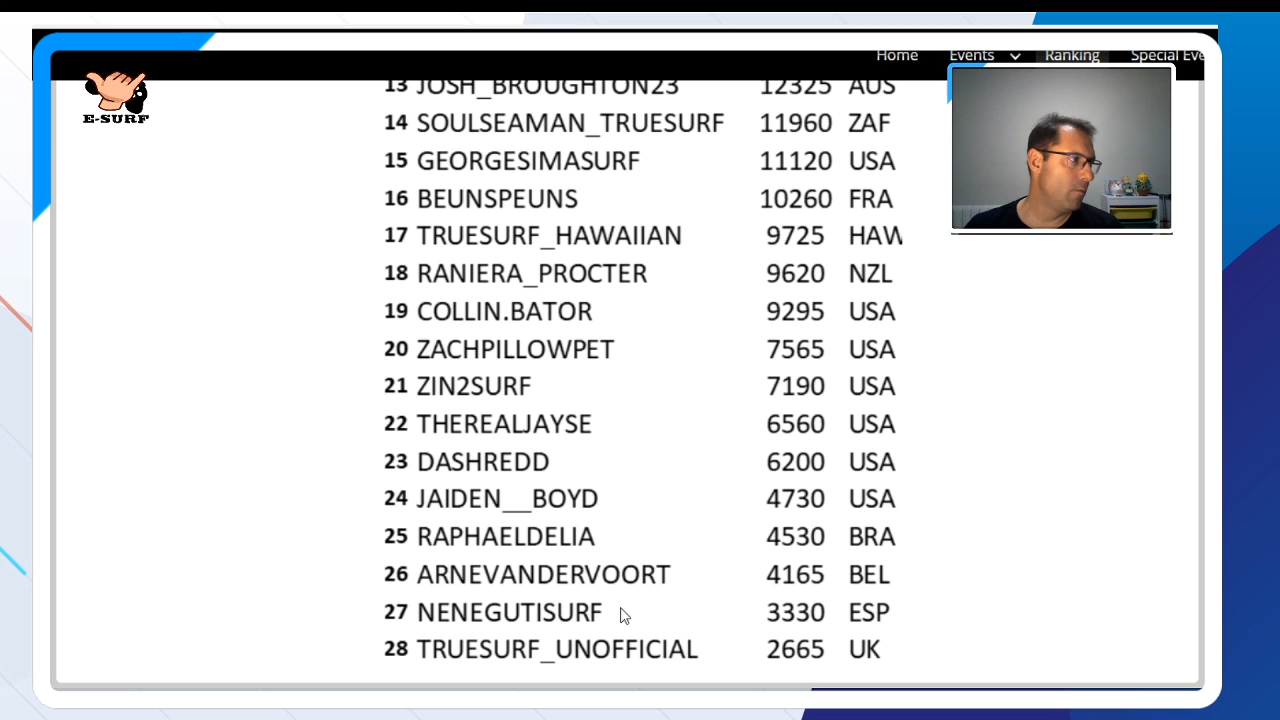 Home Events Ranking Special Eve
E-SURF
13 JOSH_BROUGHTON23 12325 AUS
14 SOULSEAMAN_TRUESURF 11960 ZAF
15 GEORGESIMASURF 11120 USA
16 BEUNSPEUNS 10260 FRA
17 TRUESURF_HAWAIIAN 9725 HAW
18 RANIERA_PROCTER 9620 NZL
19 COLLIN.BATOR 9295 USA
20 ZACHPILLOWPET 7565 USA
21 ZIN2SURF 7190 USA
22 THEREALJAYSE 6560 USA
23 DASHREDD 6200 USA
24 JAIDEN__BOYD 4730 USA
25 RAPHAELDELIA 4530 BRA
26 ARNEVANDERVOORT 4165 BEL
27 NENEGUTISURF 3330 ESP
28 TRUESURF_UNOFFICIAL 2665 UK